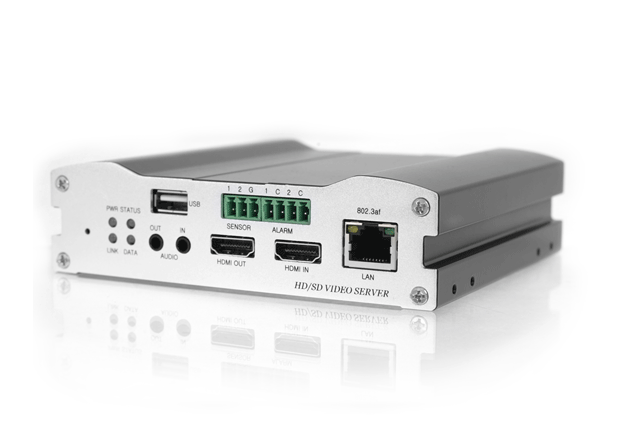 1 2 G 1 C 2 C
USB
SENSOR ALARM
802.3af
PWR STATUS
OUT IN
AUDIO
LINK DATA
HDMI OUT
HDMI IN
LAN
HD/SD VIDEO SERVER